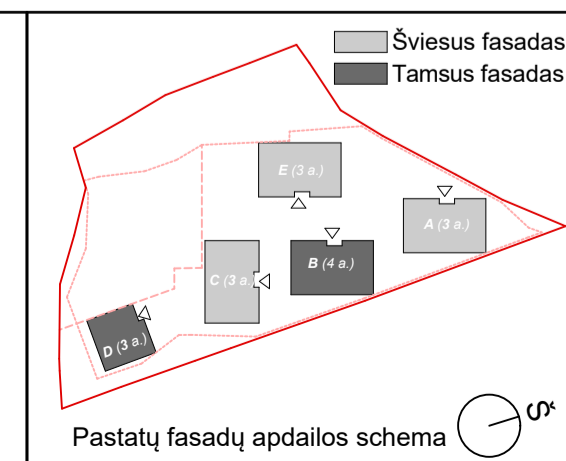 Šviesus fasadas
Tamsus fasadas
E (3 a.)
A (3 a.)
B (4 a.)
C (3 a.)
D (3 a.)
Pastatų fasadų apdailos schema
Š